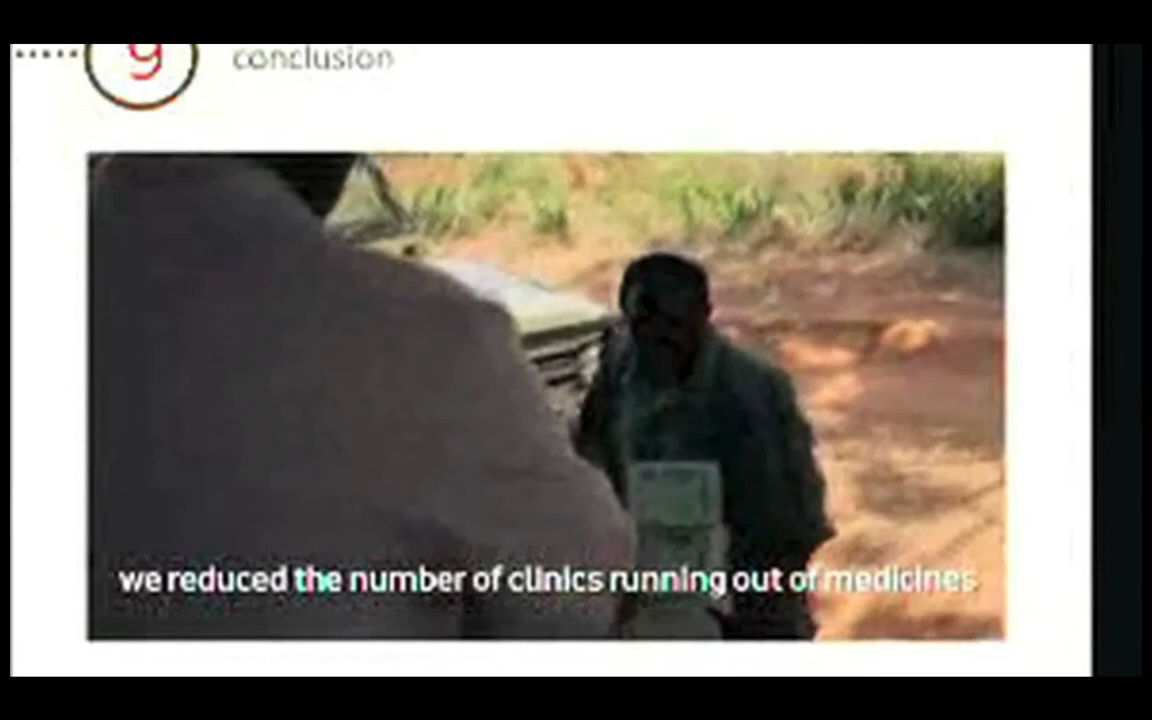 9
conclusion
we reduced the number of clinics running out of medicines